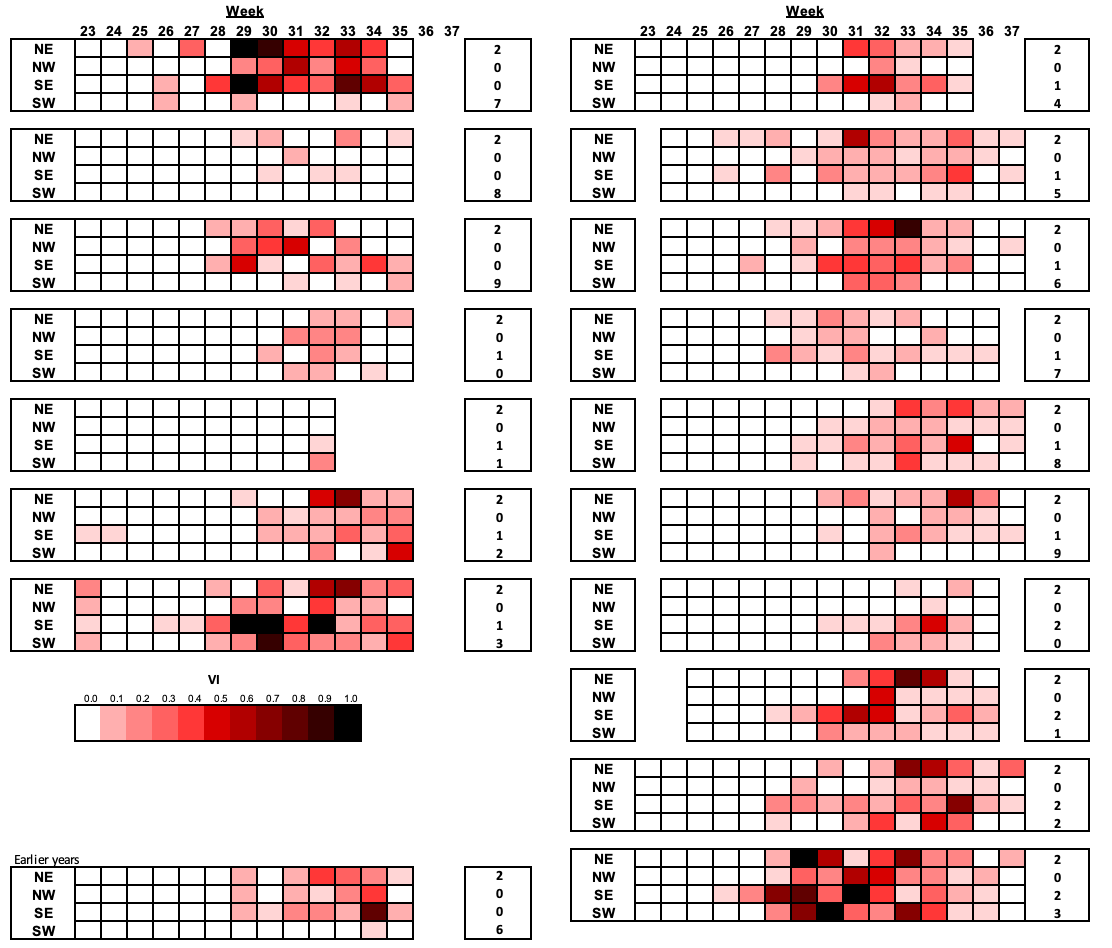 Week
23 24 25 26 27 28 29 30 31 32 33 34 35 36 37
NE 2
NW 0
SE 0
SW 7
NE 2
NW 0
SE 0
SW 8
NE 2
NW 0
SE 0
SW 9
NE 2
NW 0
SE 1
SW 0
NE 2
NW 0
SE 1
SW 1
NE 2
NW 0
SE 1
SW 2
NE 2
NW 0
SE 1
SW 3
VI
0.0 0.1 0.2 0.3 0.4 0.5 0.6 0.7 0.8 0.9 1.0
Earlier years
NE 2
NW 0
SE 0
SW 6
Week
23 24 25 26 27 28 29 30 31 32 33 34 35 36 37
NE 2
NW 0
SE 1
SW 4
NE 2
NW 0
SE 1
SW 5
NE 2
NW 0
SE 1
SW 6
NE 2
NW 0
SE 1
SW 7
NE 2
NW 0
SE 1
SW 8
NE 2
NW 0
SE 1
SW 9
NE 2
NW 0
SE 2
SW 0
NE 2
NW 0
SE 2
SW 1
NE 2
NW 0
SE 2
SW 2
NE 2
NW 0
SE 2
SW 3